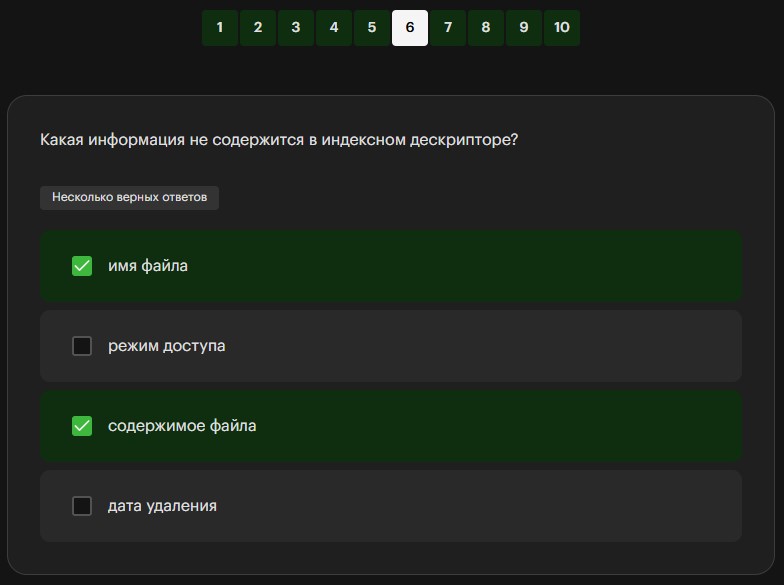 1 2 3 4 5 6 7 8 9 10
Какая информация не содержится в индексном дескрипторе?
Несколько верных ответов
имя файла
режим доступа
содержимое файла
дата удаления